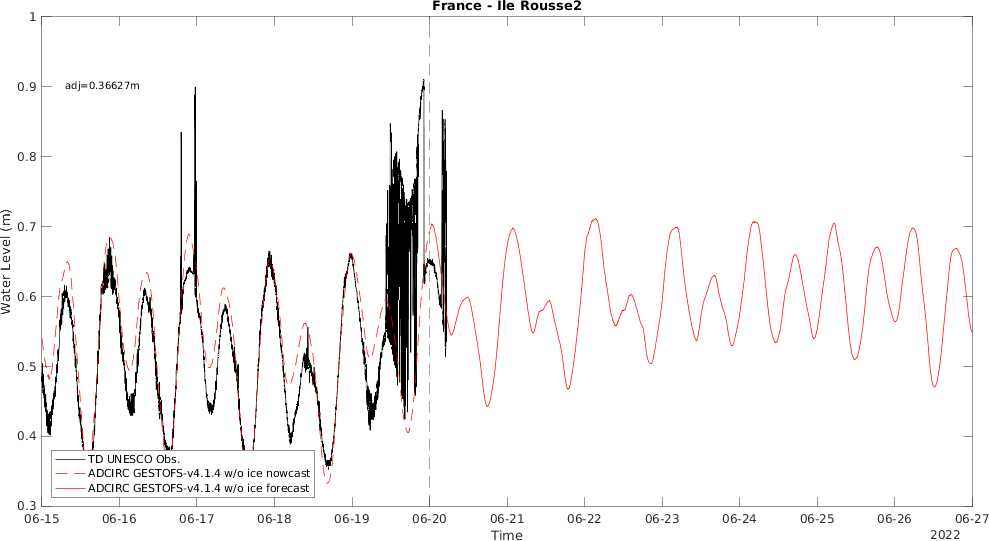 France - Ile Rousse2
1
0.9
0.8
0.7
0.6
0.5
0.4
0.3
Water Level (m)
adj=0.36627m
TD UNESCO Obs.
ADCIRC GESTOFS-v4.1.4 w/o ice nowcast
ADCIRC GESTOFS-v4.1.4 w/o ice forecast
06-15 06-16 06-17 06-18 06-19 06-20 06-21 06-22 06-23 06-24 06-25 06-26 06-27
Time
2022